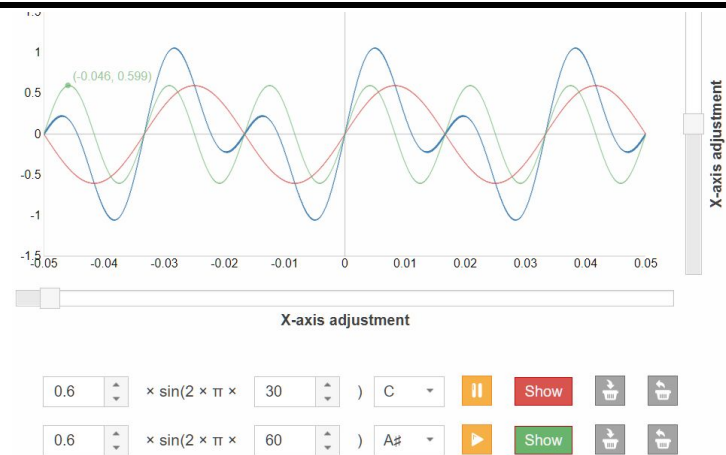 1.5
1
(-0.046, 0.599)
0.5
0
-0.5
-1
-1.5
-0.05 -0.04 -0.03 -0.02 -0.01 0 0.01 0.02 0.03 0.04 0.05
X-axis adjustment
X-axis adjustment
0.6 × sin(2 × π × 30 ) C Show
0.6 × sin(2 × π × 60 ) A♯ Show